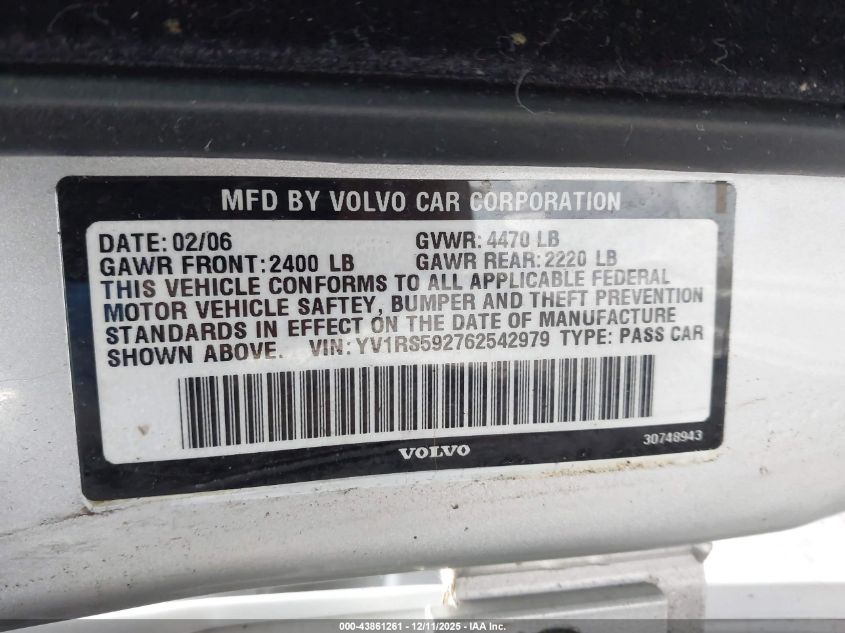 MFD BY VOLVO CAR CORPORATION
DATE: 02/06 GVWR: 4470 LB
GAWR FRONT: 2400 LB GAWR REAR: 2220 LB
THIS VEHICLE CONFORMS TO ALL APPLICABLE FEDERAL
MOTOR VEHICLE SAFTEY, BUMPER AND THEFT PREVENTION
STANDARDS IN EFFECT ON THE DATE OF MANUFACTURE
SHOWN ABOVE. VIN: YV1RS592762542979 TYPE: PASS CAR
30748943
VOLVO
000-43861261 - 12/11/2025 - IAA Inc.